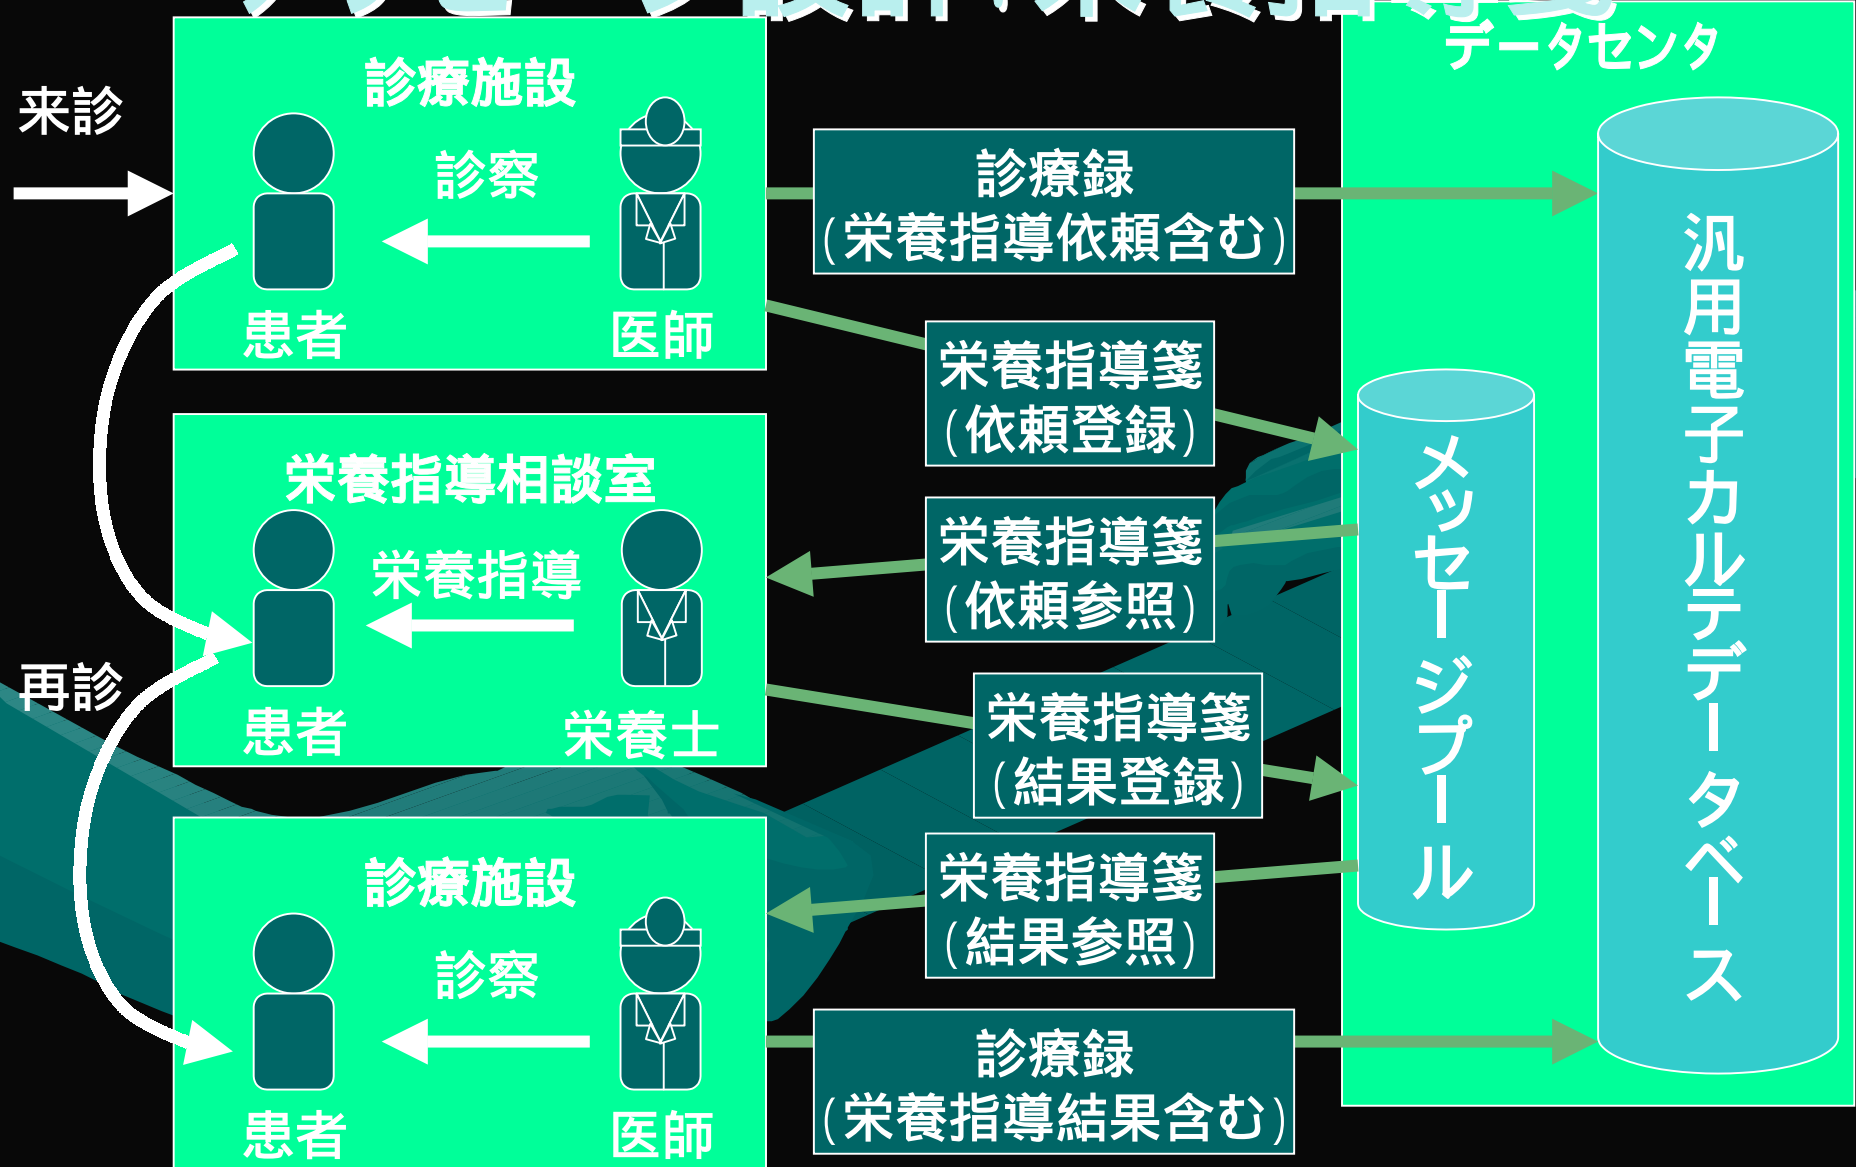 データセンタ
来診
診療施設
診察
患者
医師
診療録
(栄養指導依頼含む)
栄養指導箋
(依頼登録)
栄養指導相談室
栄養指導
患者
栄養士
栄養指導箋
(依頼参照)
栄養指導箋
(結果登録)
再診
診療施設
診察
患者
医師
栄養指導箋
(結果参照)
診療録
(栄養指導結果含む)
メッセージプール
汎用電子カルテデータベース